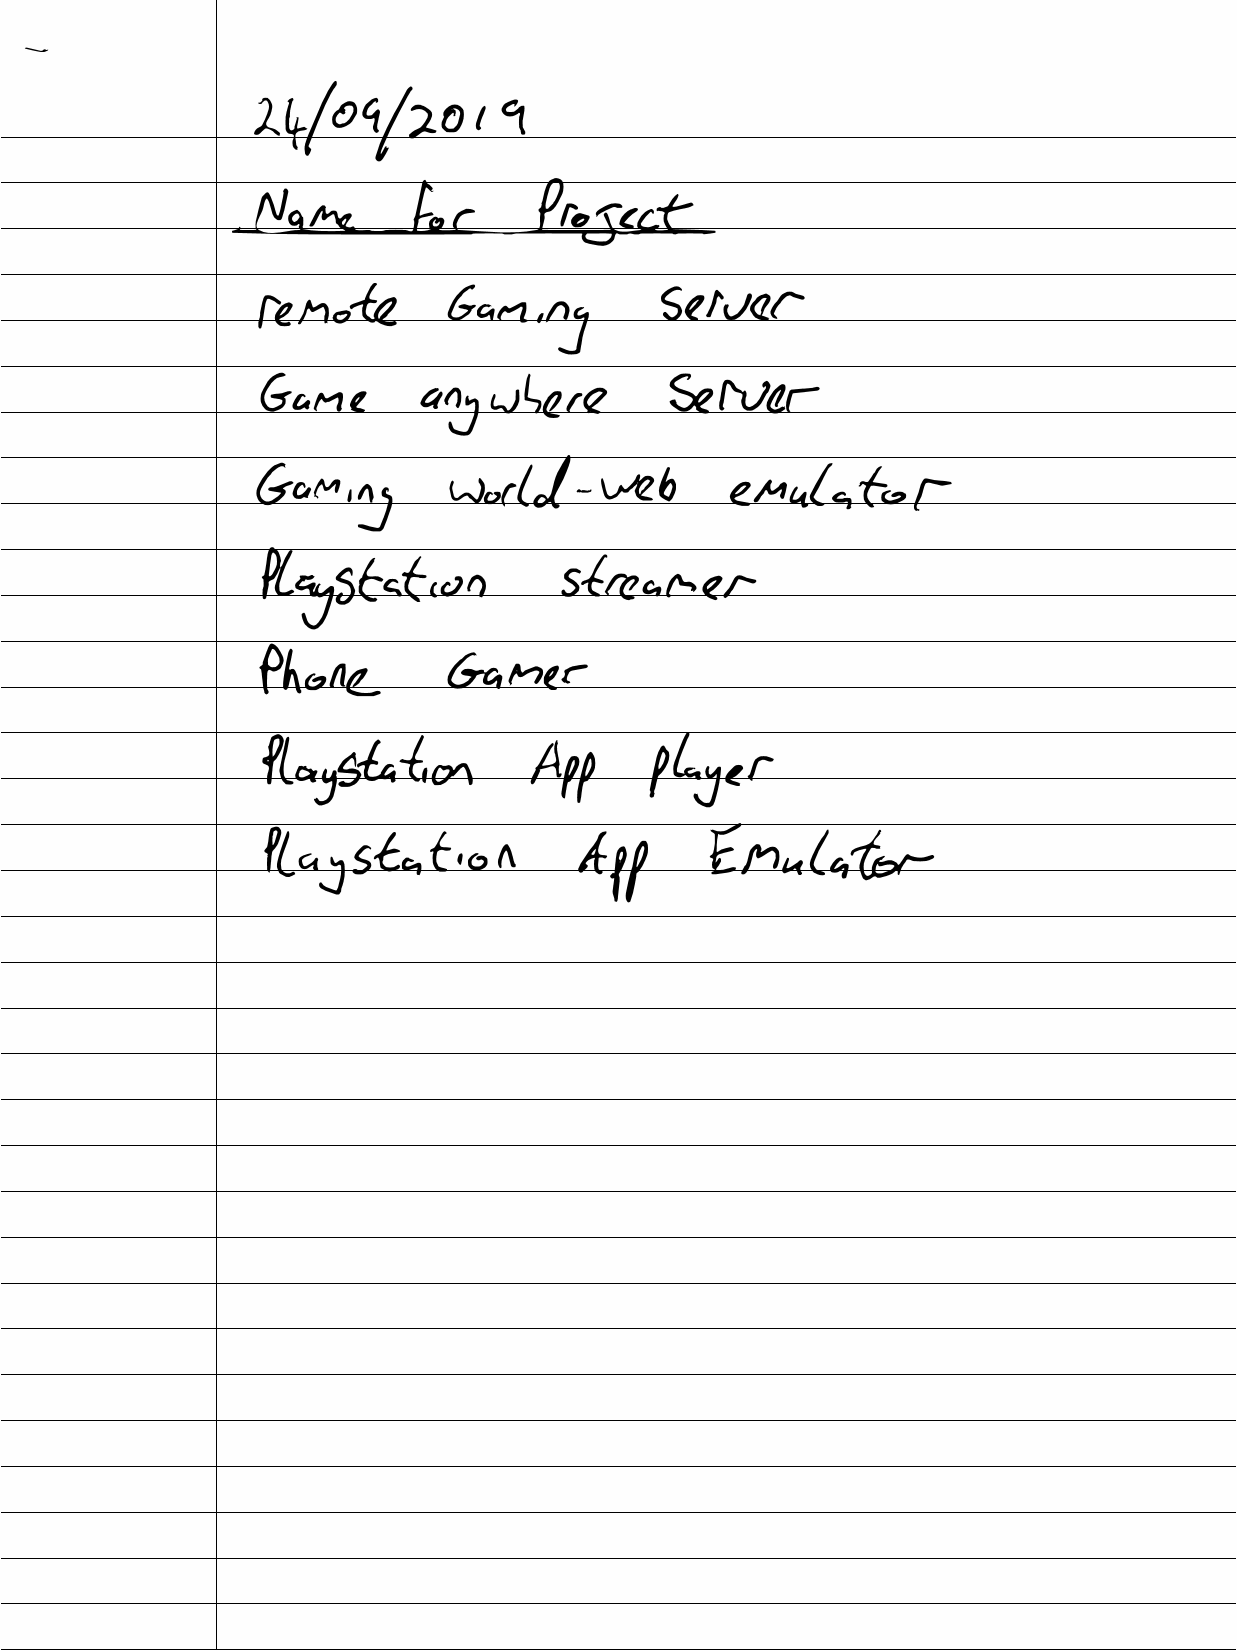 24/09/2019
Name For Project
remote Gaming Server
Game anywhere Server
Gaming world-web emulator
Playstation streamer
Phone Gamer
Playstation App player
Playstation App Emulator